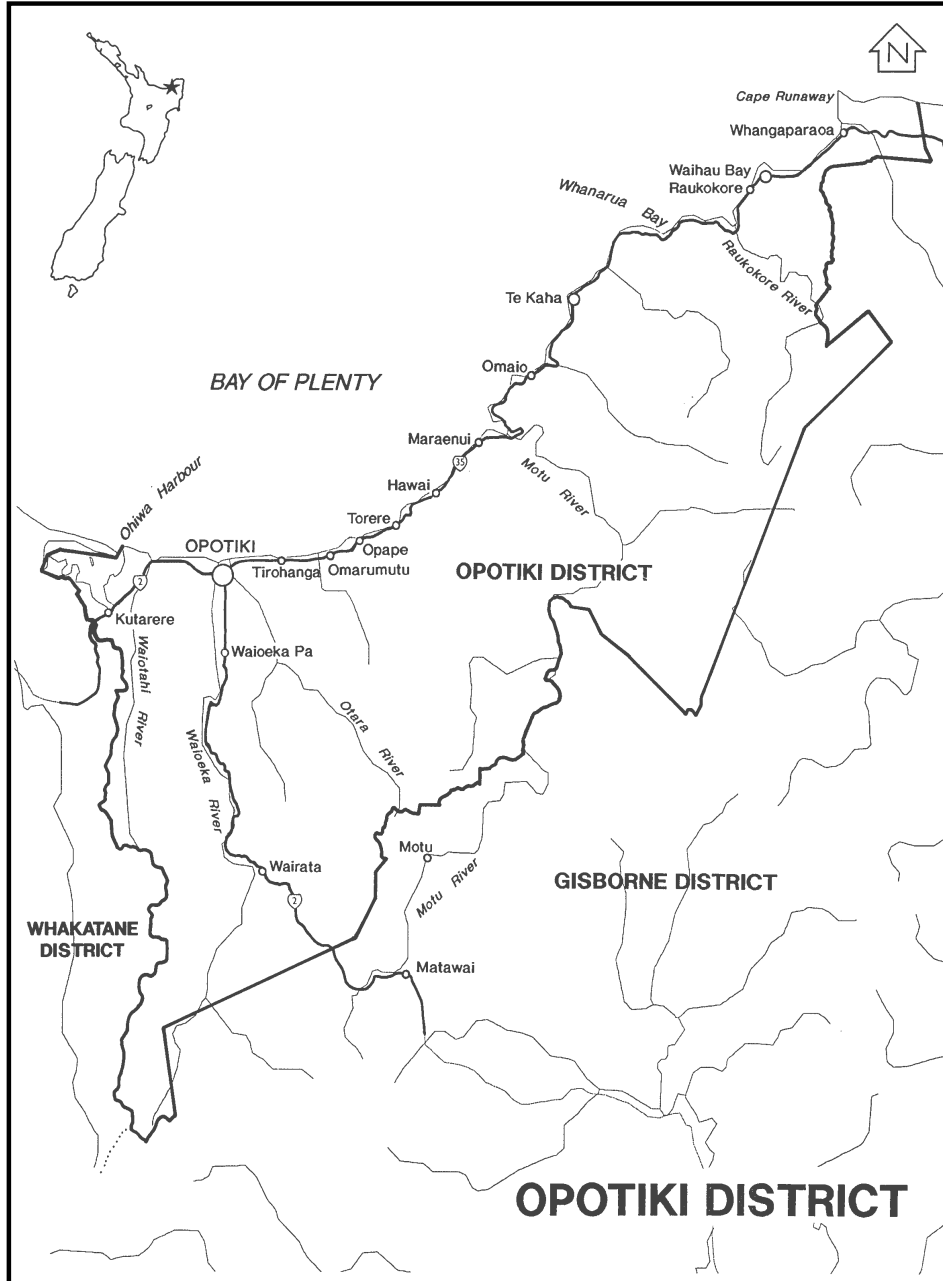 N
Cape Runaway
Whangaparaoa
Waihau Bay
Raukokore
Whanarua Bay
Raukokore River
Te Kaha
Omaio
BAY OF PLENTY
Maraenui
35
Hawai
Motu River
Ohiwa Harbour
Torere
OPOTIKI
Opape
Tirohanga
Omarumutu
2
OPOTIKI DISTRICT
Kutarere
Waiotahi River
Waioeka Pa
Otara River
Waioeka River
Motu
Wairata
Motu River
GISBORNE DISTRICT
2
WHAKATANE
DISTRICT
Matawai
OPOTIKI DISTRICT